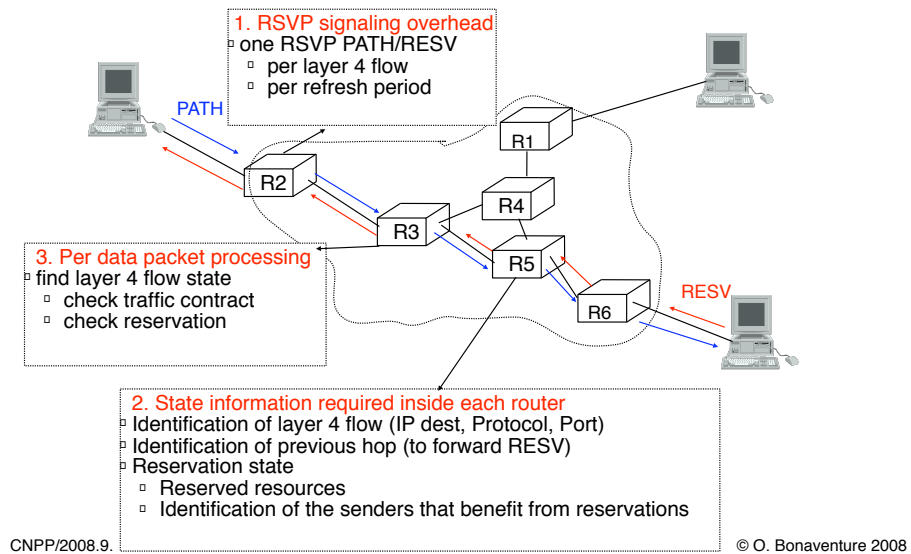 1. RSVP signaling overhead
one RSVP PATH/RESV
per layer 4 flow
per refresh period
PATH
R1
R2
R4
R3
R5
3. Per data packet processing
find layer 4 flow state
check traffic contract
check reservation
RESV
R6
2. State information required inside each router
Identification of layer 4 flow (IP dest, Protocol, Port)
Identification of previous hop (to forward RESV)
Reservation state
Reserved resources
Identification of the senders that benefit from reservations
CNPP/2008.9.
© O. Bonaventure 2008